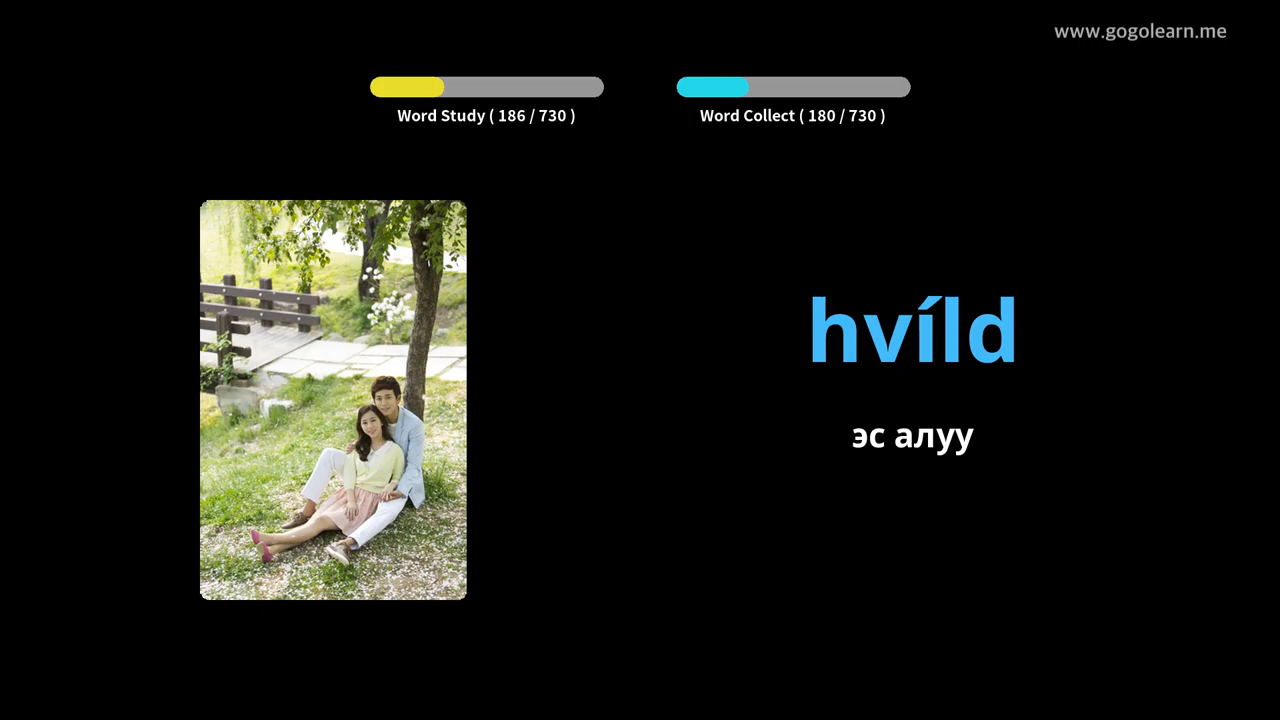 www.gogolearn.me
Word Study ( 186 / 730 )
Word Collect ( 180 / 730 )
hvíld
эс алуу